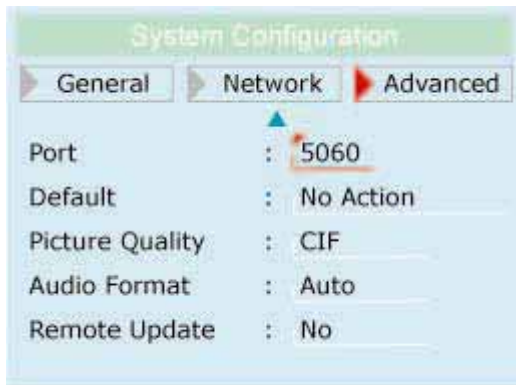 System Configuration
General Network Advanced
Port : 5060
Default : No Action
Picture Quality : CIF
Audio Format : Auto
Remote Update : No